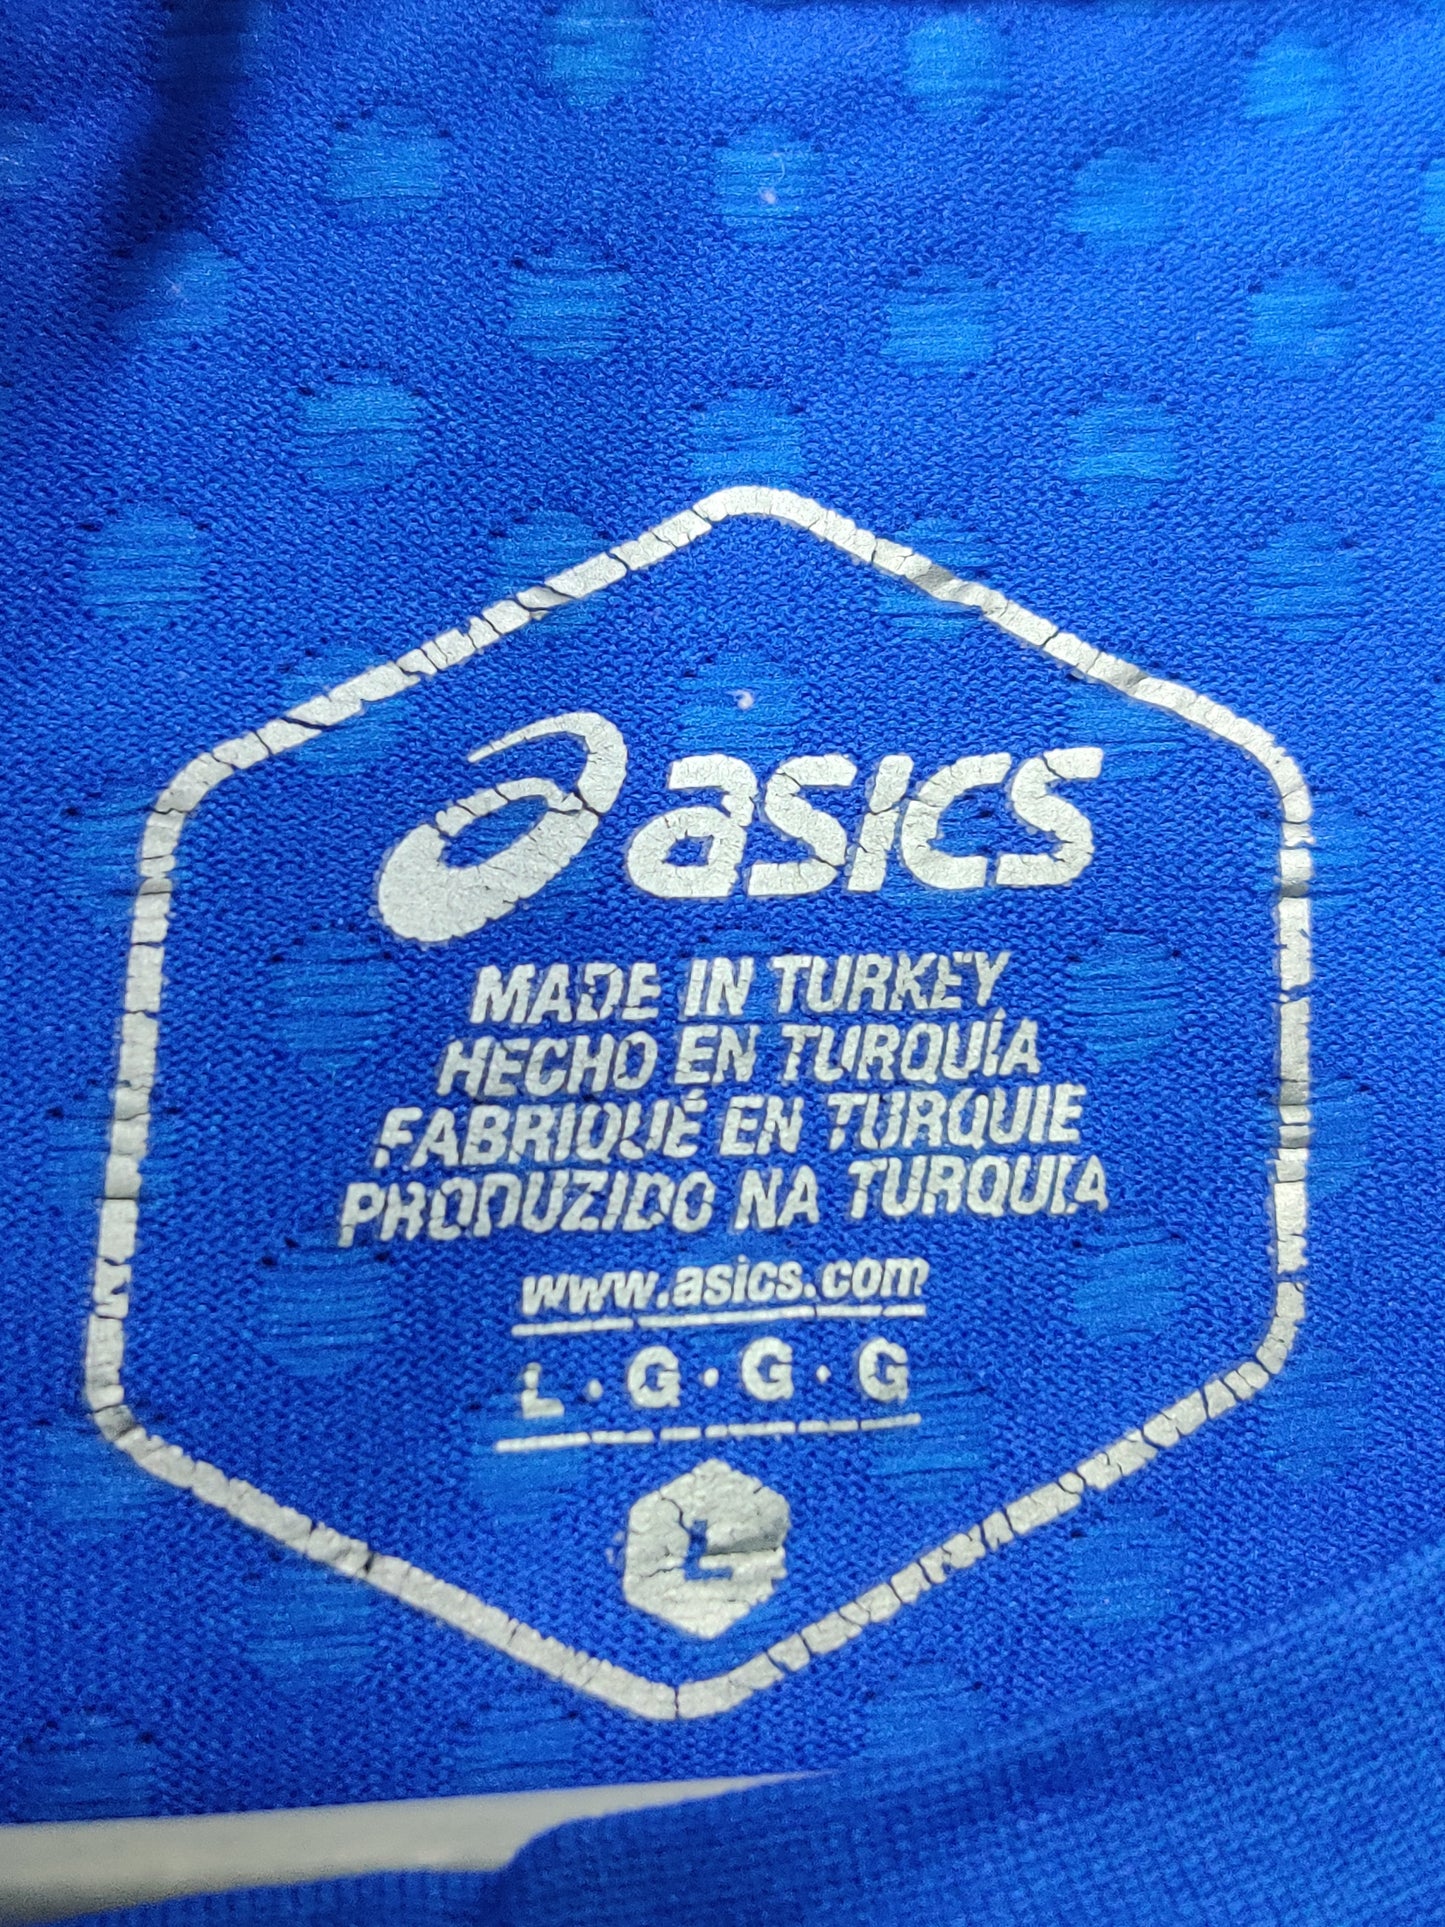 asics
MADE IN TURKEY
HECHO EN TURQUÍA
FABRIQUÉ EN TURQUIE
PRODUZIDO NA TURQUIA
www.asics.com
L · G · G · G
L